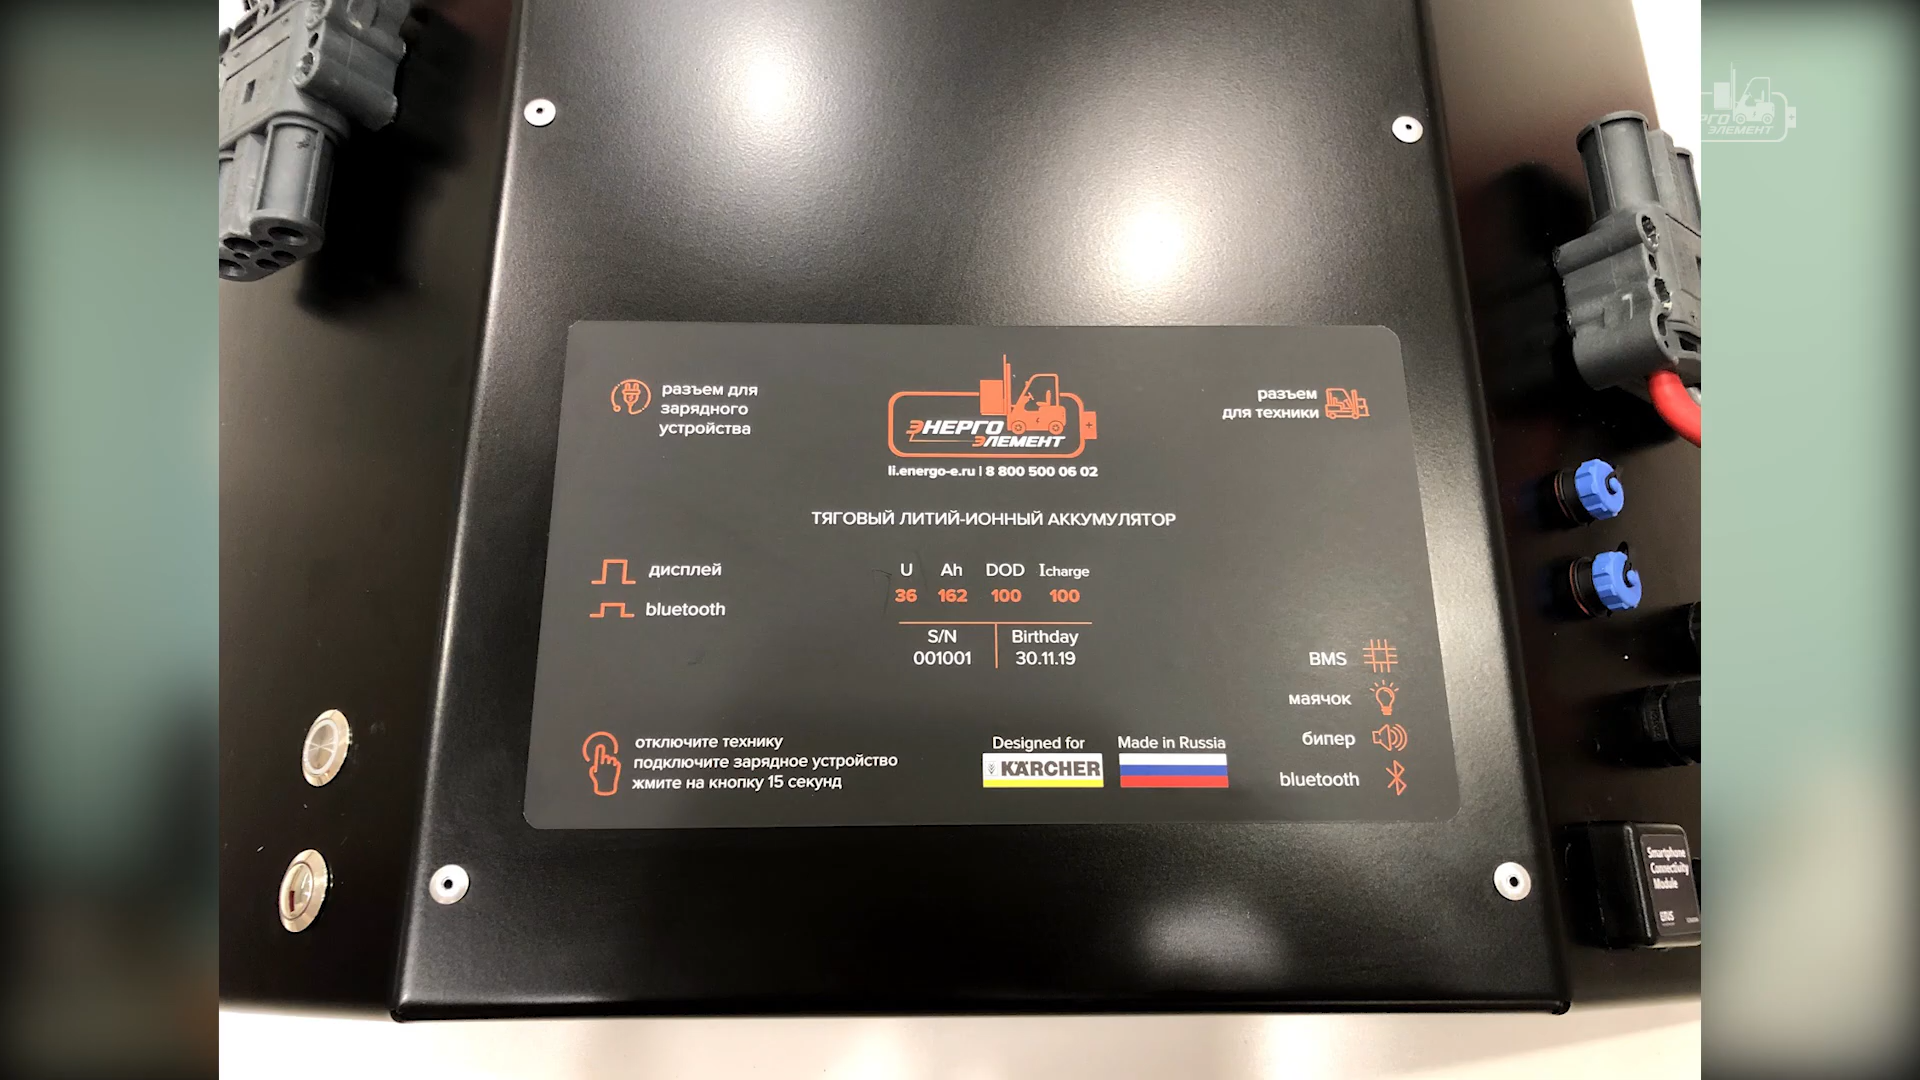 разъем для
зарядного
устройства
ЭНЕРГО
ЭЛЕМЕНТ
li.energo-e.ru | 8 800 500 06 02
разъем
для техники
ТЯГОВЫЙ ЛИТИЙ-ИОННЫЙ АККУМУЛЯТОР
дисплей
bluetooth
U Ah DOD Icharge
36 162 100 100
S/N Birthday
001001 30.11.19
BMS
маячок
бипер
bluetooth
отключите технику
подключите зарядное устройство
жмите на кнопку 15 секунд
Designed for
KÄRCHER
Made in Russia
Smartphone
Connectivity
Module
ЭЛЕМЕНТ